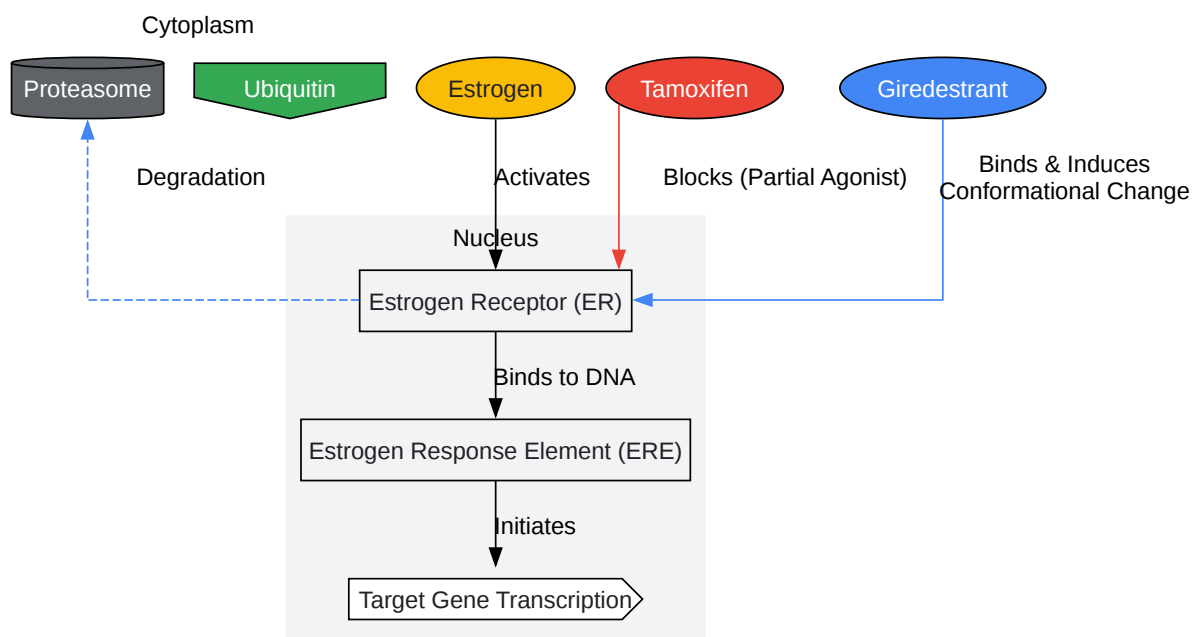 Cytoplasm
Proteasome
Ubiquitin
Estrogen
Tamoxifen
Giredestrant
Degradation
Activates
Blocks (Partial Agonist)
Binds & Induces
Conformational Change
Nucleus
Estrogen Receptor (ER)
Binds to DNA
Estrogen Response Element (ERE)
Initiates
Target Gene Transcription